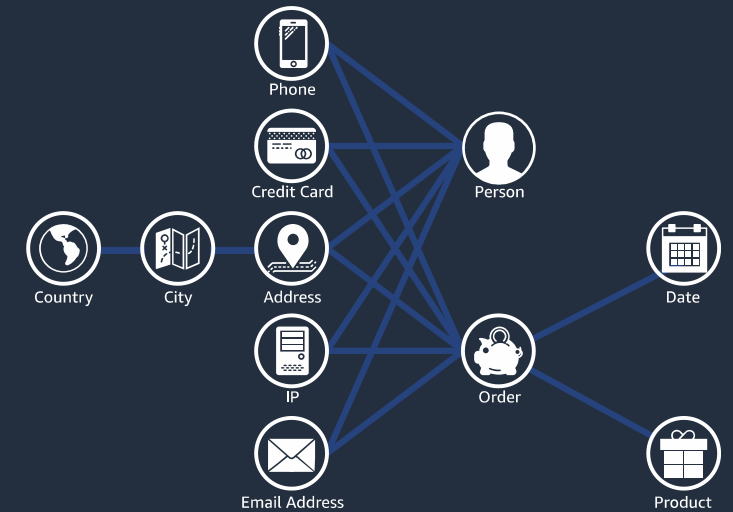 Phone
Credit Card
Person
Country
City
Address
Date
IP
Order
Email Address
Product